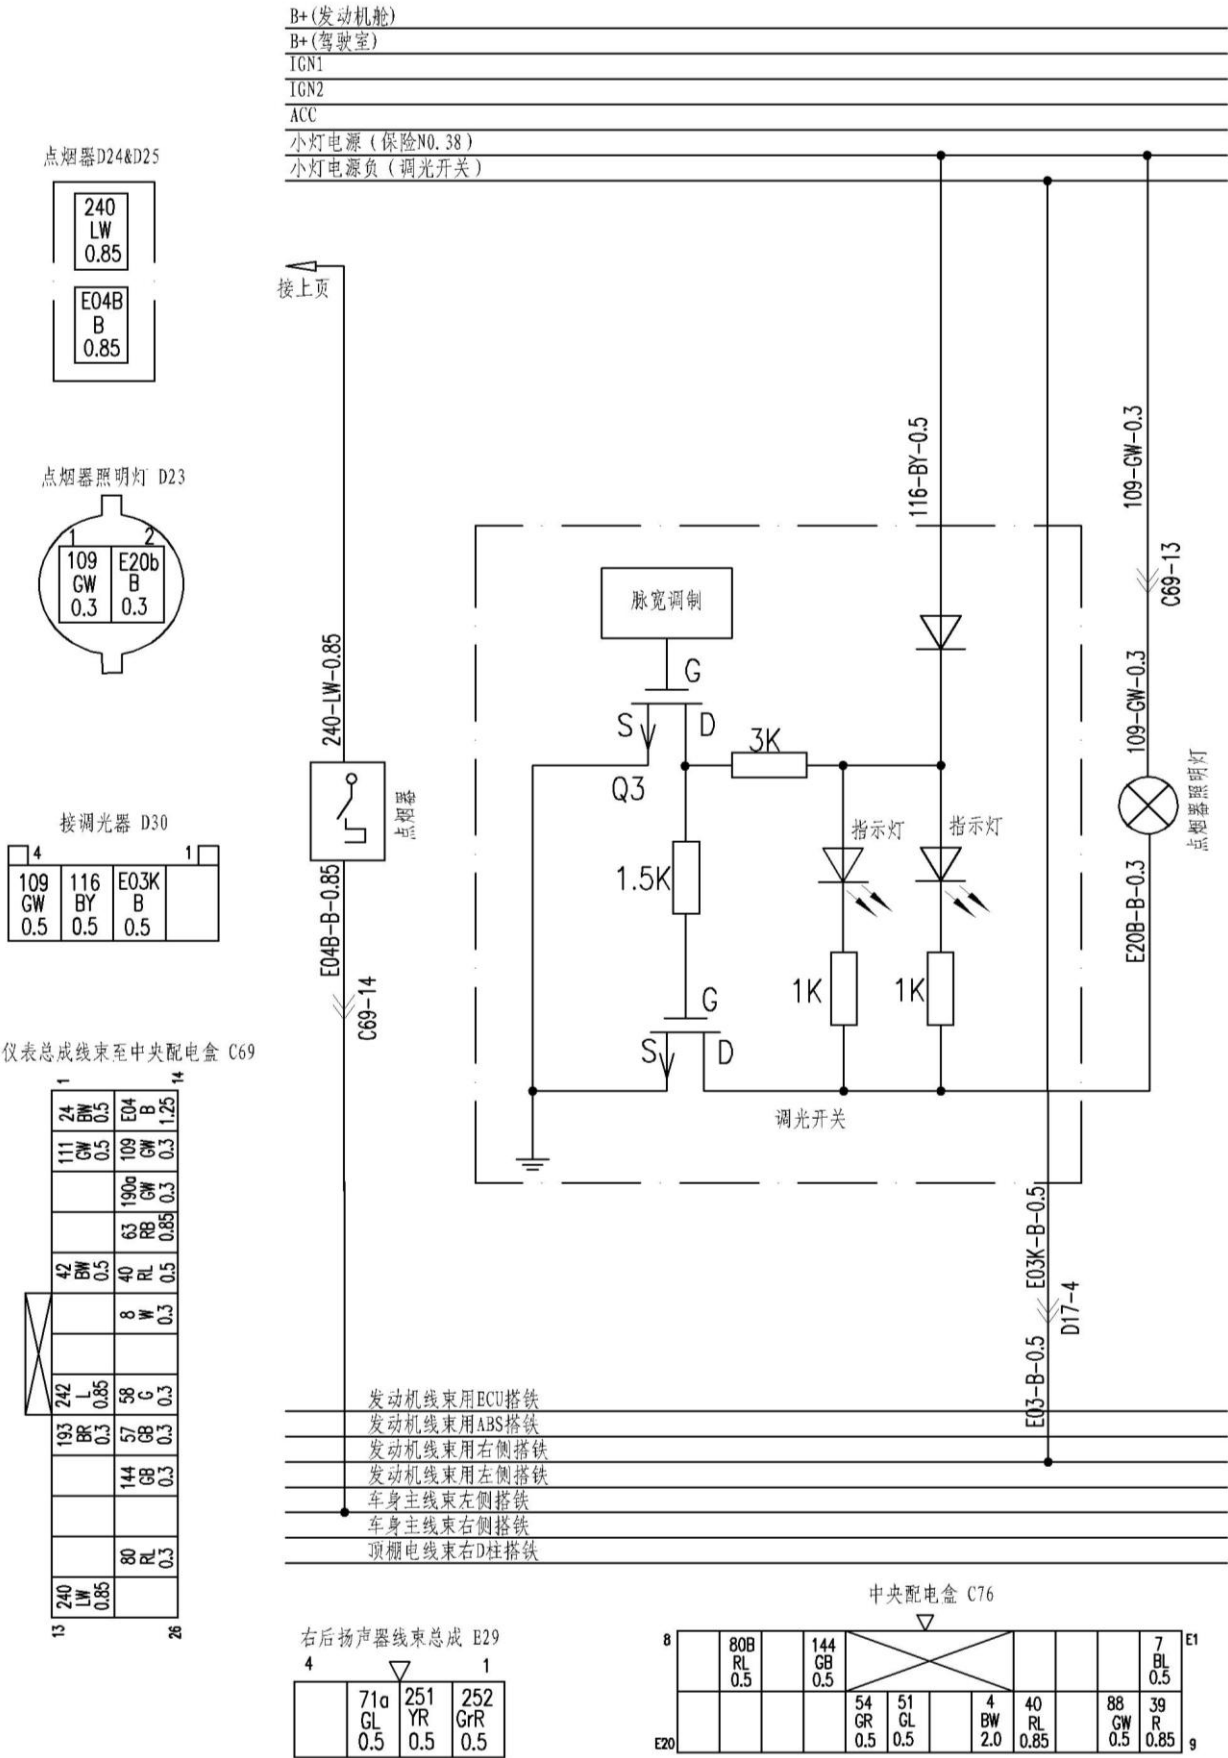 B+(发动机舱)
B+(驾驶室)
IGN1
IGN2
ACC
小灯电源(保险N0.38)
小灯电源负(调光开关)
点烟器D24&D25
240
LW
0.85
E04B
B
0.85
接上页
点烟器照明灯 D23
1 2
109 E20b
GW B
0.3 0.3
接调光器 D30
4 1
109 116 E03K
GW BY B
0.5 0.5 0.5
240-LW-0.85
点烟器
E04B-B-0.85
C69-14
116-BY-0.5
脉宽调制
G
S D
Q3
3K
1.5K
指示灯 指示灯
1K 1K
G
S D
调光开关
109-GW-0.3
C69-13
109-GW-0.3
点烟器照明灯
E20B-B-0.3
E03K-B-0.5
D17-4
E03-B-0.5
仪表总成线束至中央配电盒 C69
1 14
24 BW 0.5 E04 B 1.25
111 GW 0.5 109 GW 0.3
190a GW 0.3
63 RB 0.85
42 BW 0.5 40 RL 0.5
8 W 0.3
242 L 0.85 58 G 0.3
193 BR 0.3 57 GB 0.3
144 GB 0.3
80 RL 0.3
240 LW 0.85
13 26
发动机线束用ECU搭铁
发动机线束用ABS搭铁
发动机线束用右侧搭铁
发动机线束用左侧搭铁
车身主线束左侧搭铁
车身主线束右侧搭铁
顶棚电线束右D柱搭铁
右后扬声器线束总成 E29
4 1
71a 251 252
GL YR GrR
0.5 0.5 0.5
中央配电盒 C76
8 E1
80B 144 7
RL GB BL
0.5 0.5 0.5
54 51 4 40 88 39
GR GL BW RL GW R
0.5 0.5 2.0 0.85 0.5 0.85
E20 9